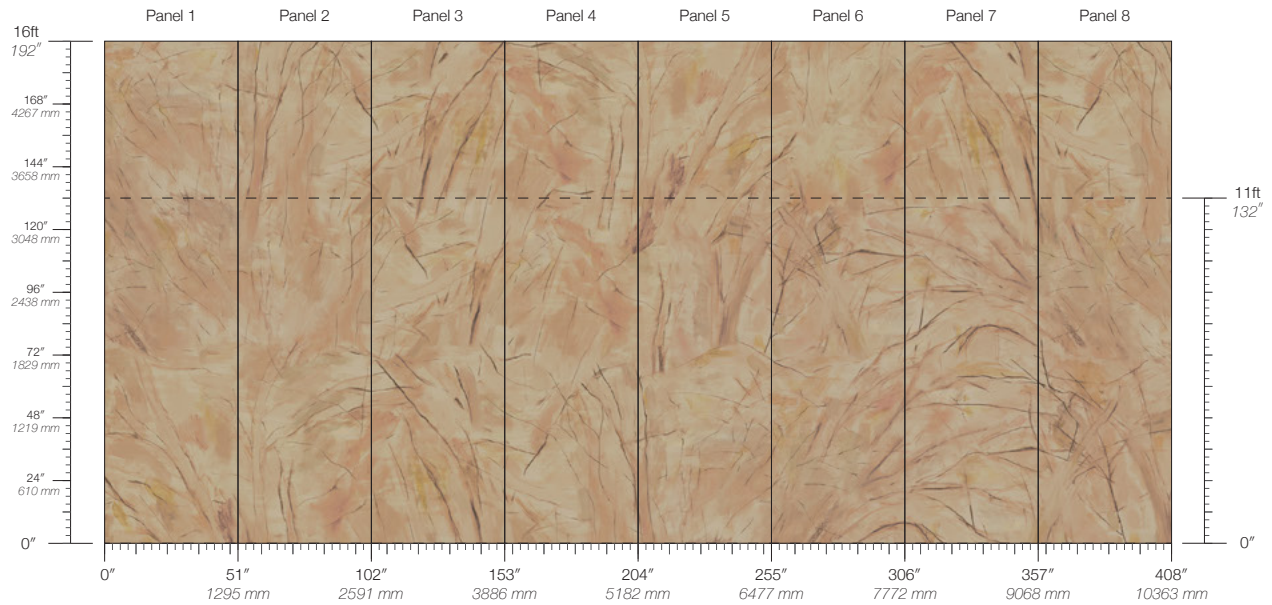 Panel 1 Panel 2 Panel 3 Panel 4 Panel 5 Panel 6 Panel 7 Panel 8
16ft
192″
168″
4267 mm
144″
3658 mm
11ft
132″
120″
3048 mm
96″
2438 mm
72″
1829 mm
48″
1219 mm
24″
610 mm
0″ 0″
0″ 51″ 102″ 153″ 204″ 255″ 306″ 357″ 408″
1295 mm 2591 mm 3886 mm 5182 mm 6477 mm 7772 mm 9068 mm 10363 mm